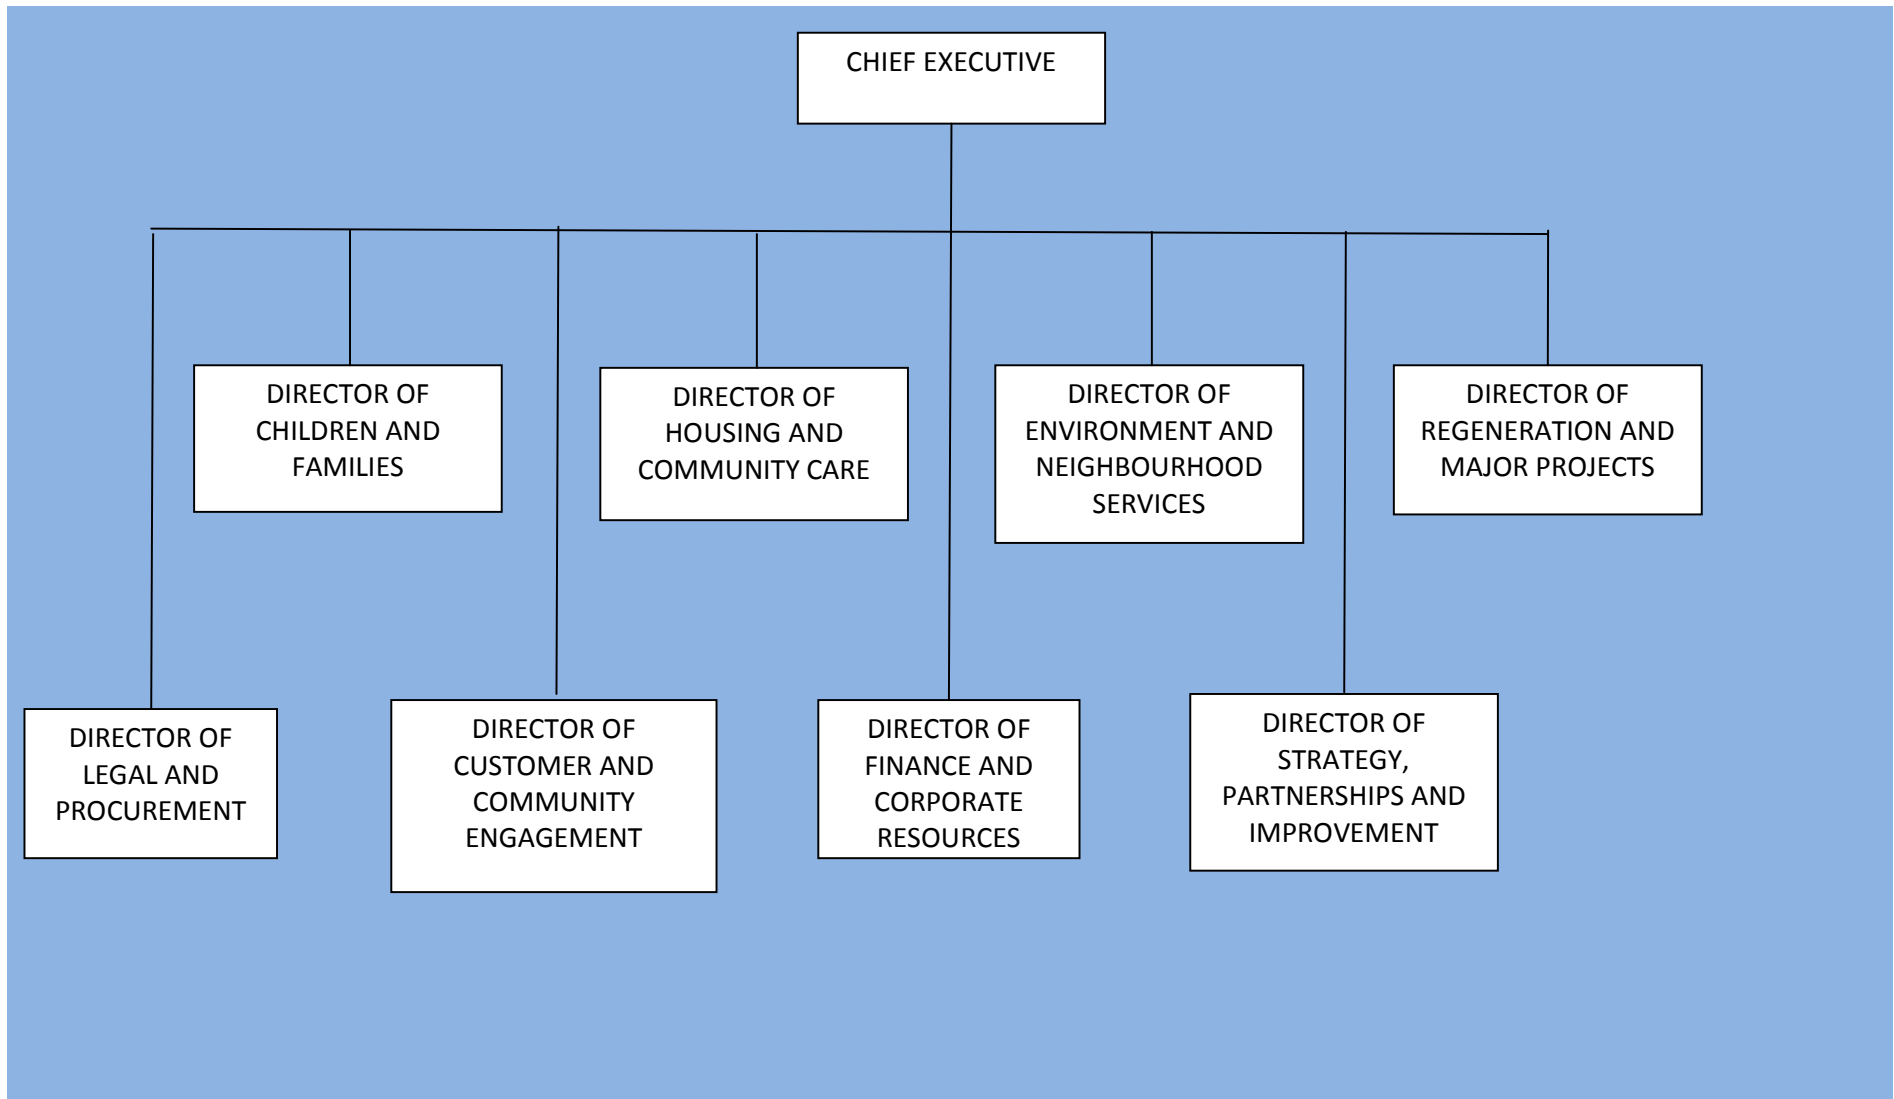 CHIEF EXECUTIVE
DIRECTOR OF
CHILDREN AND
FAMILIES
DIRECTOR OF
HOUSING AND
COMMUNITY CARE
DIRECTOR OF
ENVIRONMENT AND
NEIGHBOURHOOD
SERVICES
DIRECTOR OF
REGENERATION AND
MAJOR PROJECTS
DIRECTOR OF
LEGAL AND
PROCUREMENT
DIRECTOR OF
CUSTOMER AND
COMMUNITY
ENGAGEMENT
DIRECTOR OF
FINANCE AND
CORPORATE
RESOURCES
DIRECTOR OF
STRATEGY,
PARTNERSHIPS AND
IMPROVEMENT